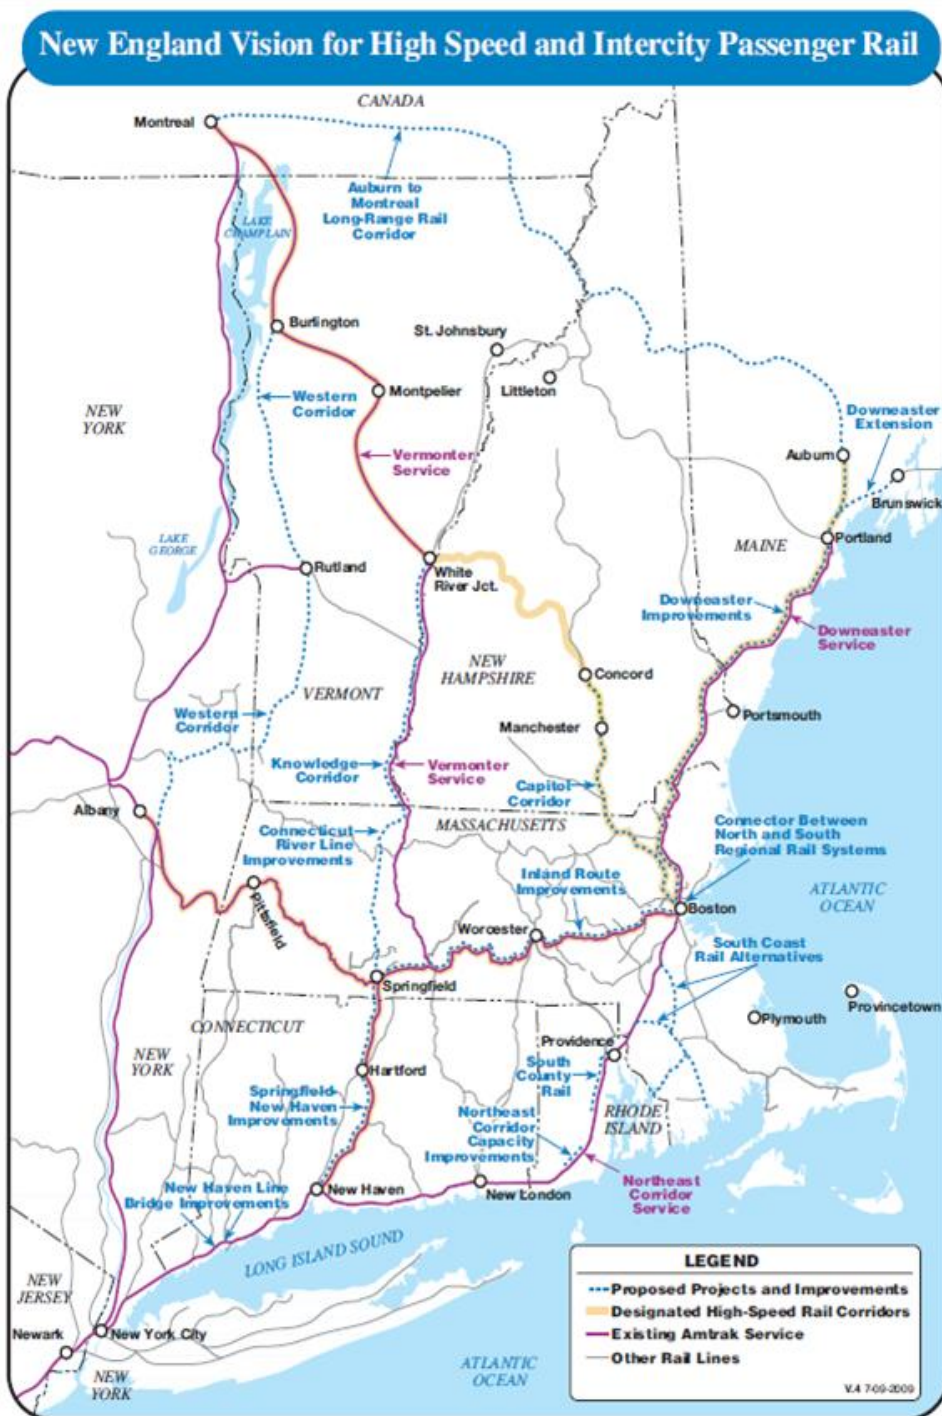 New England Vision for High Speed and Intercity Passenger Rail
CANADA
Montreal
Auburn to
Montreal
Long-Range Rail
Corridor
LAKE
CHAMPLAIN
Burlington
St. Johnsbury
Montpelier
Littleton
Western
Corridor
NEW
YORK
Downeaster
Extension
Vermonter
Service
Auburn
Brunswick
LAKE
GEORGE
MAINE
Portland
Rutland
White
River Jct.
Downeaster
Improvements
Downeaster
Service
NEW
HAMPSHIRE
Concord
VERMONT
Western
Corridor
Portsmouth
Manchester
Knowledge
Corridor
Vermonter
Service
Capitol
Corridor
Albany
Connecticut
River Line
Improvements
MASSACHUSETTS
Connector Between
North and South
Regional Rail Systems
Inland Route
Improvements
ATLANTIC
OCEAN
Pittsfield
Boston
Worcester
South Coast
Rail Alternatives
Springfield
Provincetown
Plymouth
CONNECTICUT
Providence
NEW
YORK
Hartford
South
County
Rail
Springfield-
New Haven
Improvements
Northeast
Corridor
Capacity
Improvements
RHODE
ISLAND
New Haven Line
Bridge Improvements
New Haven
New London
Northeast
Corridor
Service
LONG ISLAND SOUND
NEW
JERSEY
Newark
New York City
NEW
YORK
ATLANTIC
OCEAN
LEGEND
Proposed Projects and Improvements
Designated High-Speed Rail Corridors
Existing Amtrak Service
Other Rail Lines
V.4 7-09-2009